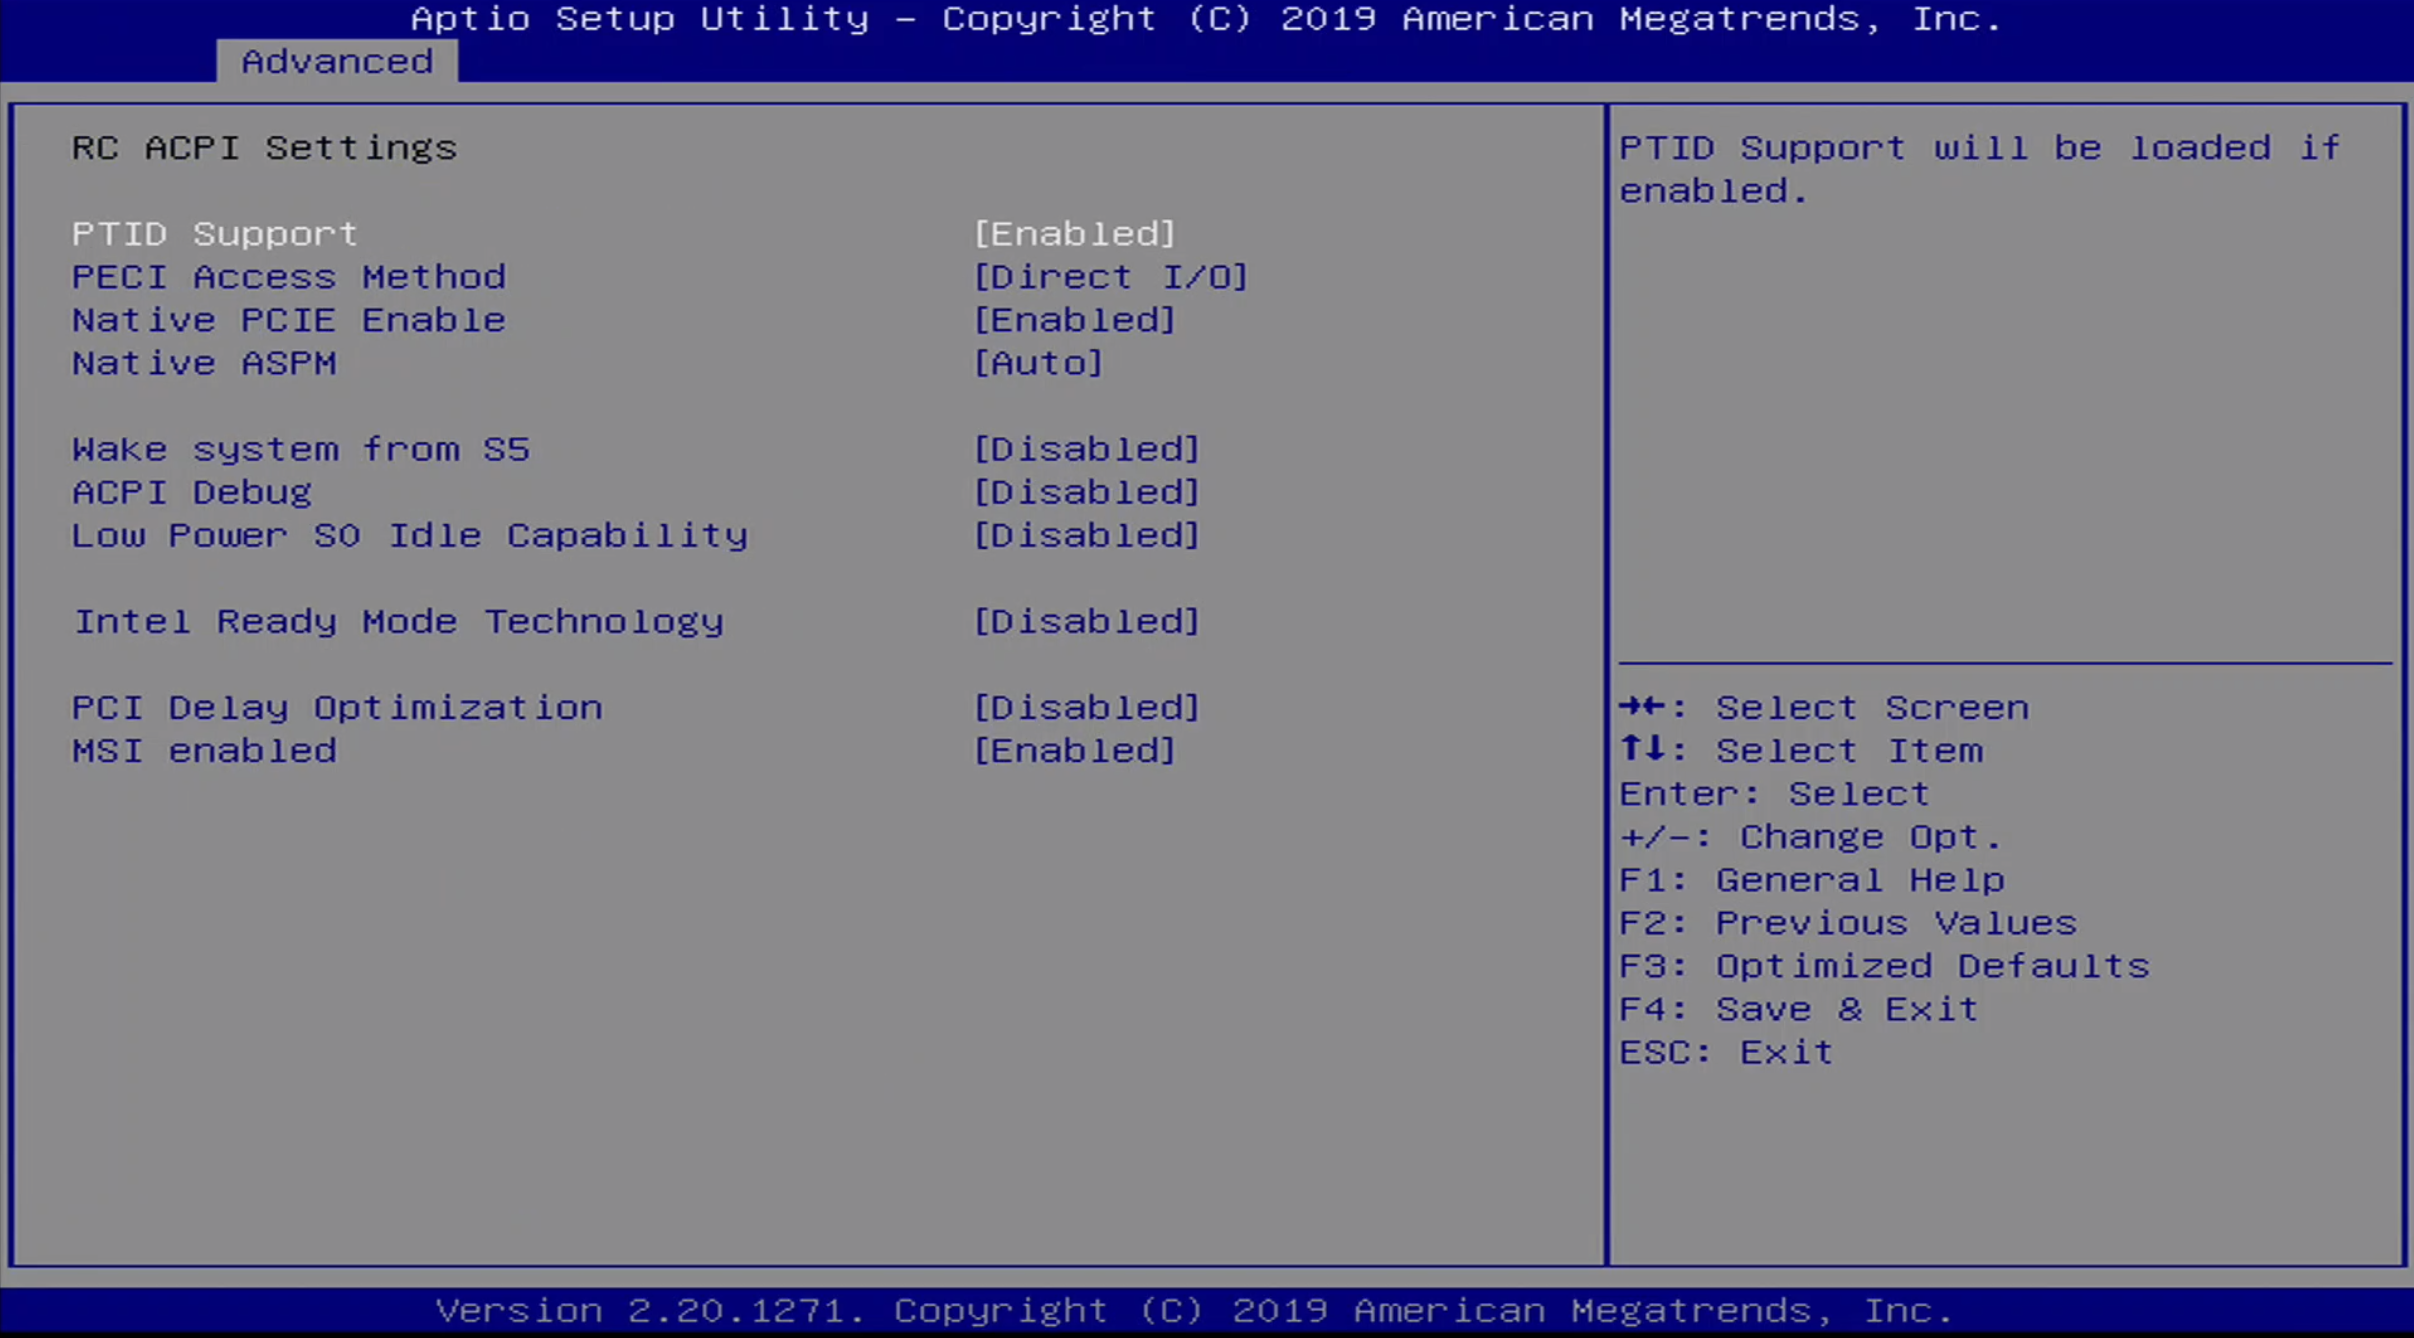 Aptio Setup Utility – Copyright (C) 2019 American Megatrends, Inc.
Advanced
RC ACPI Settings
PTID Support [Enabled]
PECI Access Method [Direct I/O]
Native PCIE Enable [Enabled]
Native ASPM [Auto]
Wake system from S5 [Disabled]
ACPI Debug [Disabled]
Low Power S0 Idle Capability [Disabled]
Intel Ready Mode Technology [Disabled]
PCI Delay Optimization [Disabled]
MSI enabled [Enabled]
PTID Support will be loaded if
enabled.
→←: Select Screen
↑↓: Select Item
Enter: Select
+/-: Change Opt.
F1: General Help
F2: Previous Values
F3: Optimized Defaults
F4: Save & Exit
ESC: Exit
Version 2.20.1271. Copyright (C) 2019 American Megatrends, Inc.